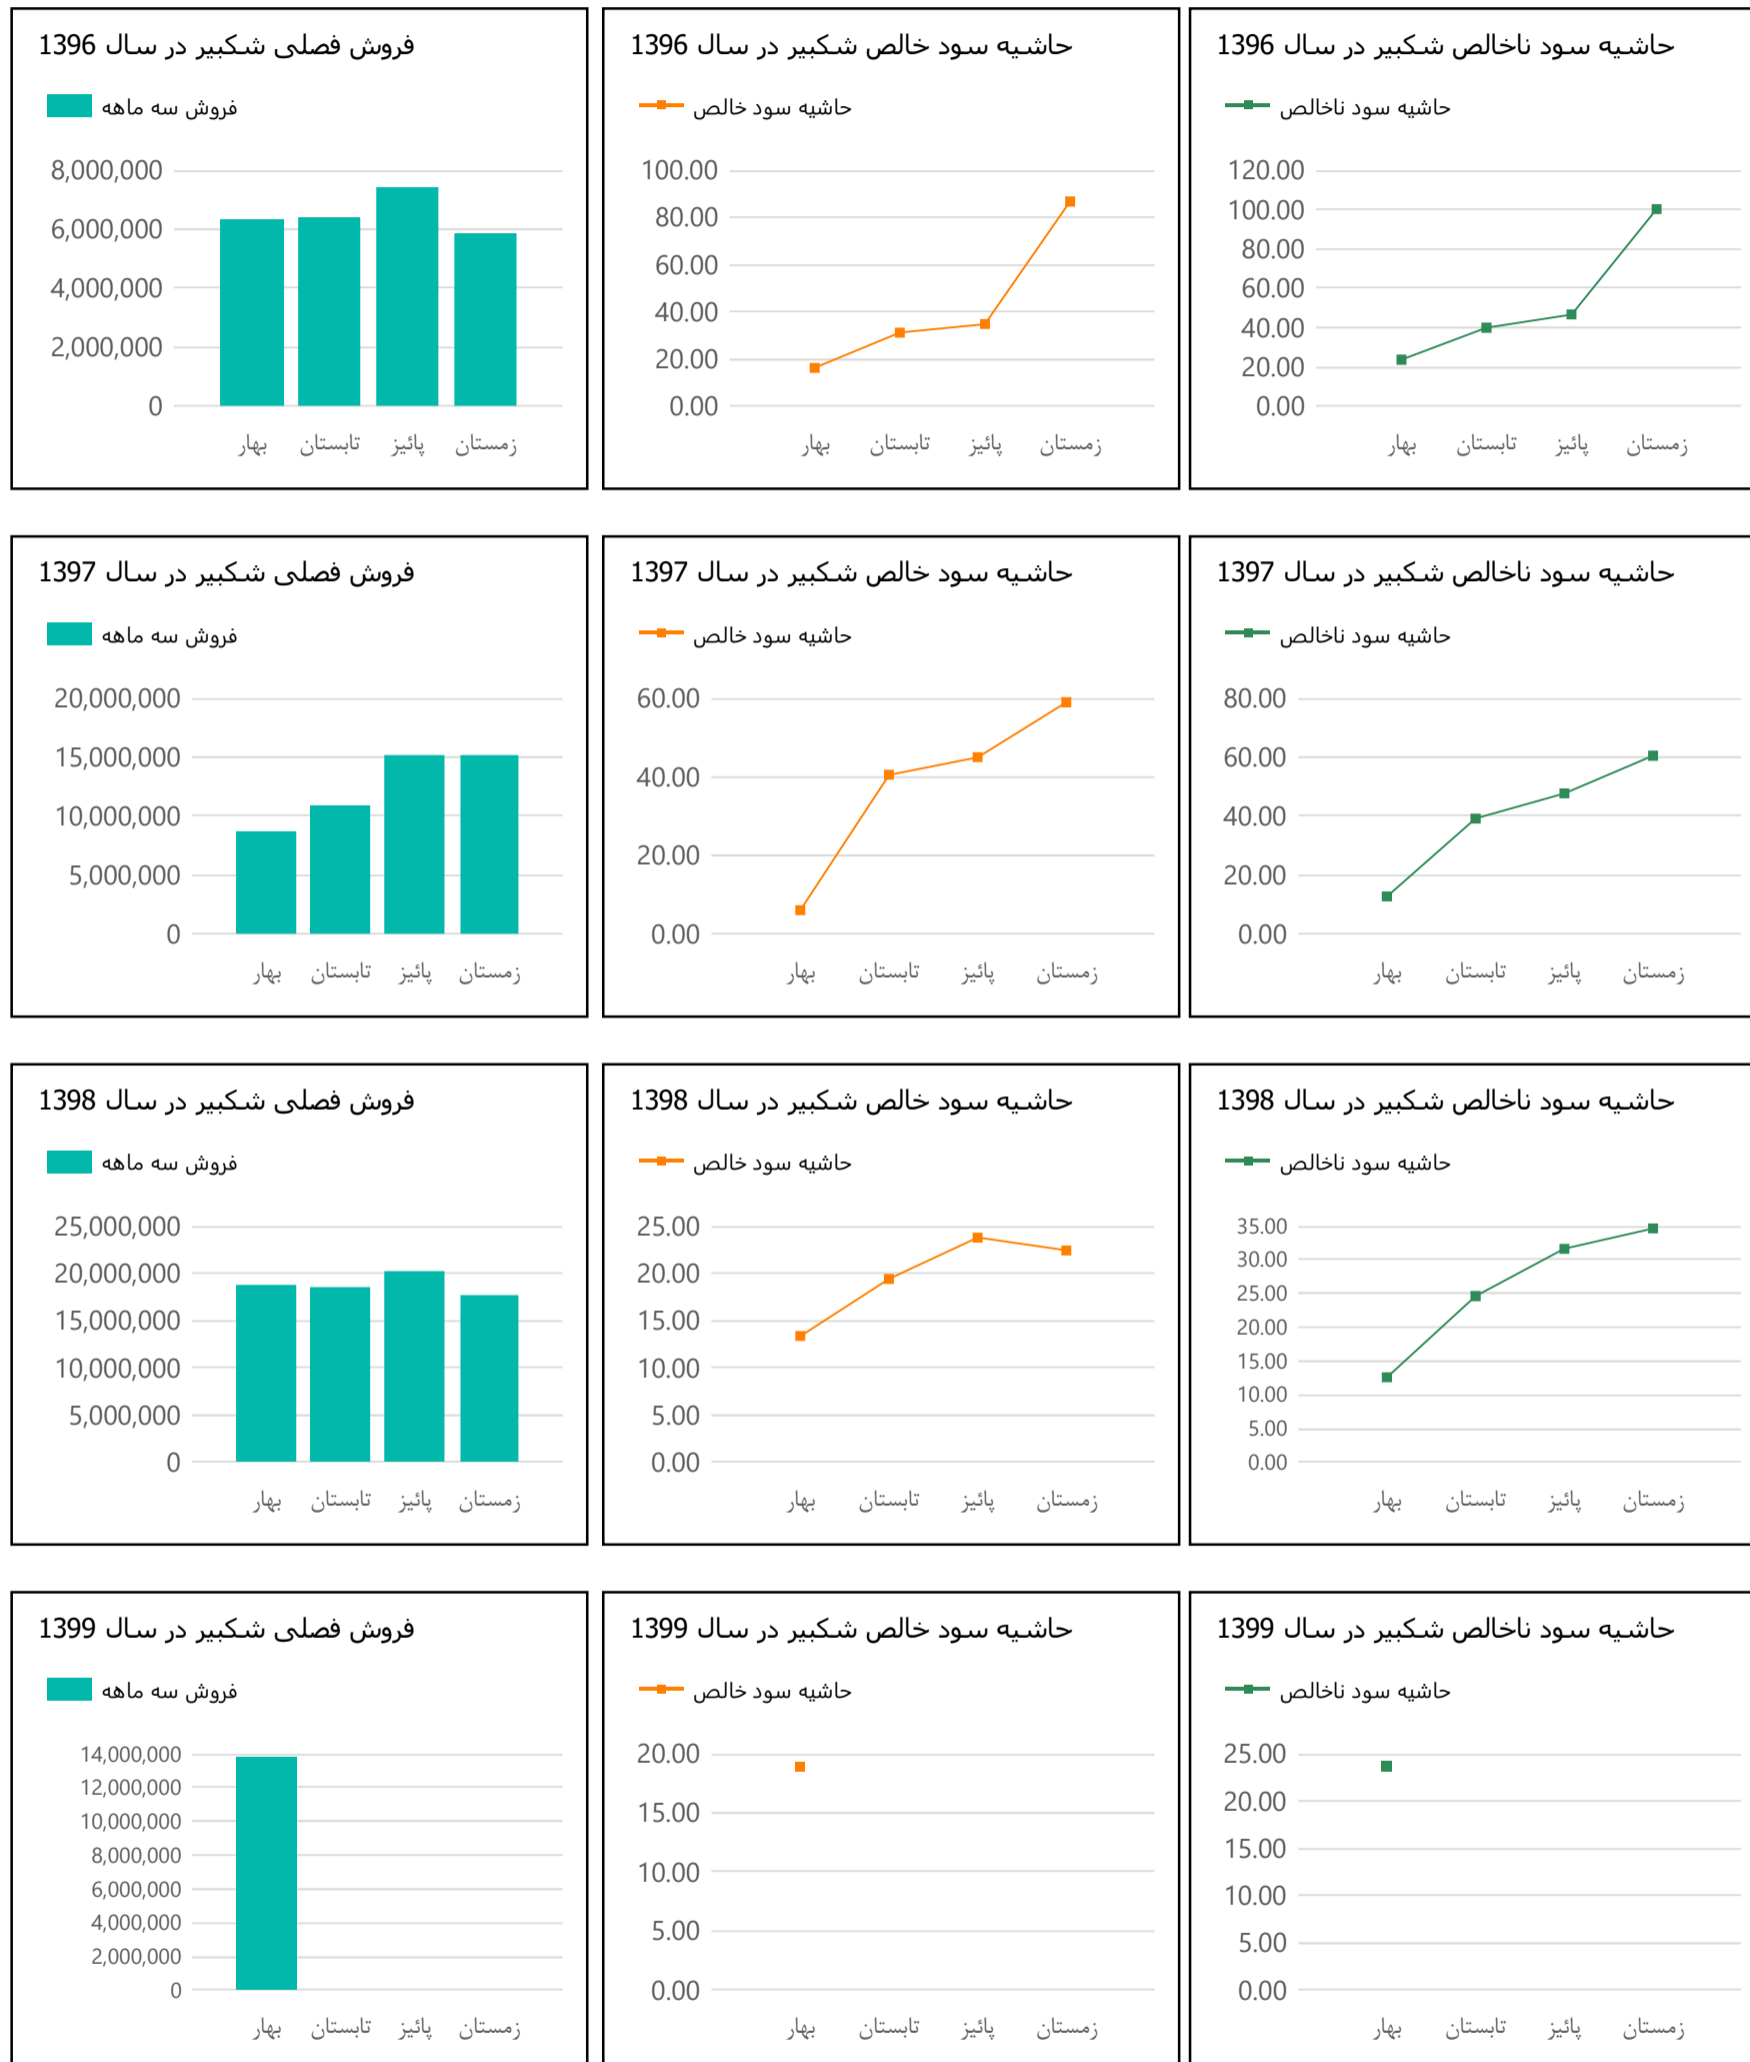 فروش فصلی شکبیر در سال 1396
فروش سه ماهه
8,000,000
6,000,000
4,000,000
2,000,000
0
بهار تابستان پائیز زمستان
حاشیه سود خالص شکبیر در سال 1396
حاشیه سود خالص
100.00
80.00
60.00
40.00
20.00
0.00
بهار تابستان پائیز زمستان
حاشیه سود ناخالص شکبیر در سال 1396
حاشیه سود ناخالص
120.00
100.00
80.00
60.00
40.00
20.00
0.00
بهار تابستان پائیز زمستان
فروش فصلی شکبیر در سال 1397
فروش سه ماهه
20,000,000
15,000,000
10,000,000
5,000,000
0
بهار تابستان پائیز زمستان
حاشیه سود خالص شکبیر در سال 1397
حاشیه سود خالص
60.00
40.00
20.00
0.00
بهار تابستان پائیز زمستان
حاشیه سود ناخالص شکبیر در سال 1397
حاشیه سود ناخالص
80.00
60.00
40.00
20.00
0.00
بهار تابستان پائیز زمستان
فروش فصلی شکبیر در سال 1398
فروش سه ماهه
25,000,000
20,000,000
15,000,000
10,000,000
5,000,000
0
بهار تابستان پائیز زمستان
حاشیه سود خالص شکبیر در سال 1398
حاشیه سود خالص
25.00
20.00
15.00
10.00
5.00
0.00
بهار تابستان پائیز زمستان
حاشیه سود ناخالص شکبیر در سال 1398
حاشیه سود ناخالص
35.00
30.00
25.00
20.00
15.00
10.00
5.00
0.00
بهار تابستان پائیز زمستان
فروش فصلی شکبیر در سال 1399
فروش سه ماهه
14,000,000
12,000,000
10,000,000
8,000,000
6,000,000
4,000,000
2,000,000
0
بهار تابستان پائیز زمستان
حاشیه سود خالص شکبیر در سال 1399
حاشیه سود خالص
20.00
15.00
10.00
5.00
0.00
بهار تابستان پائیز زمستان
حاشیه سود ناخالص شکبیر در سال 1399
حاشیه سود ناخالص
25.00
20.00
15.00
10.00
5.00
0.00
بهار تابستان پائیز زمستان